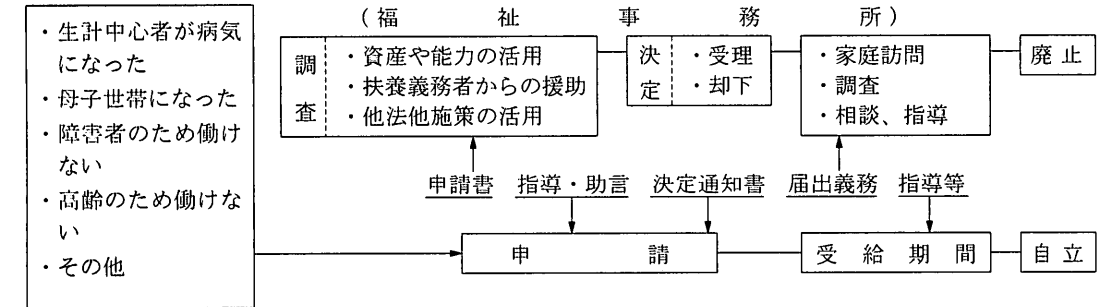 ・生計中心者が病気
になった
・母子世帯になった
・障害者のため働け
ない
・高齢のため働けな
い
・その他
(福祉事務所)
調査
・資産や能力の活用
・扶養義務者からの援助
・他法他施策の活用
決定
・受理
・却下
・家庭訪問
・調査
・相談、指導
廃止
申請書 指導・助言 決定通知書 届出義務 指導等
申請 受給期間 自立